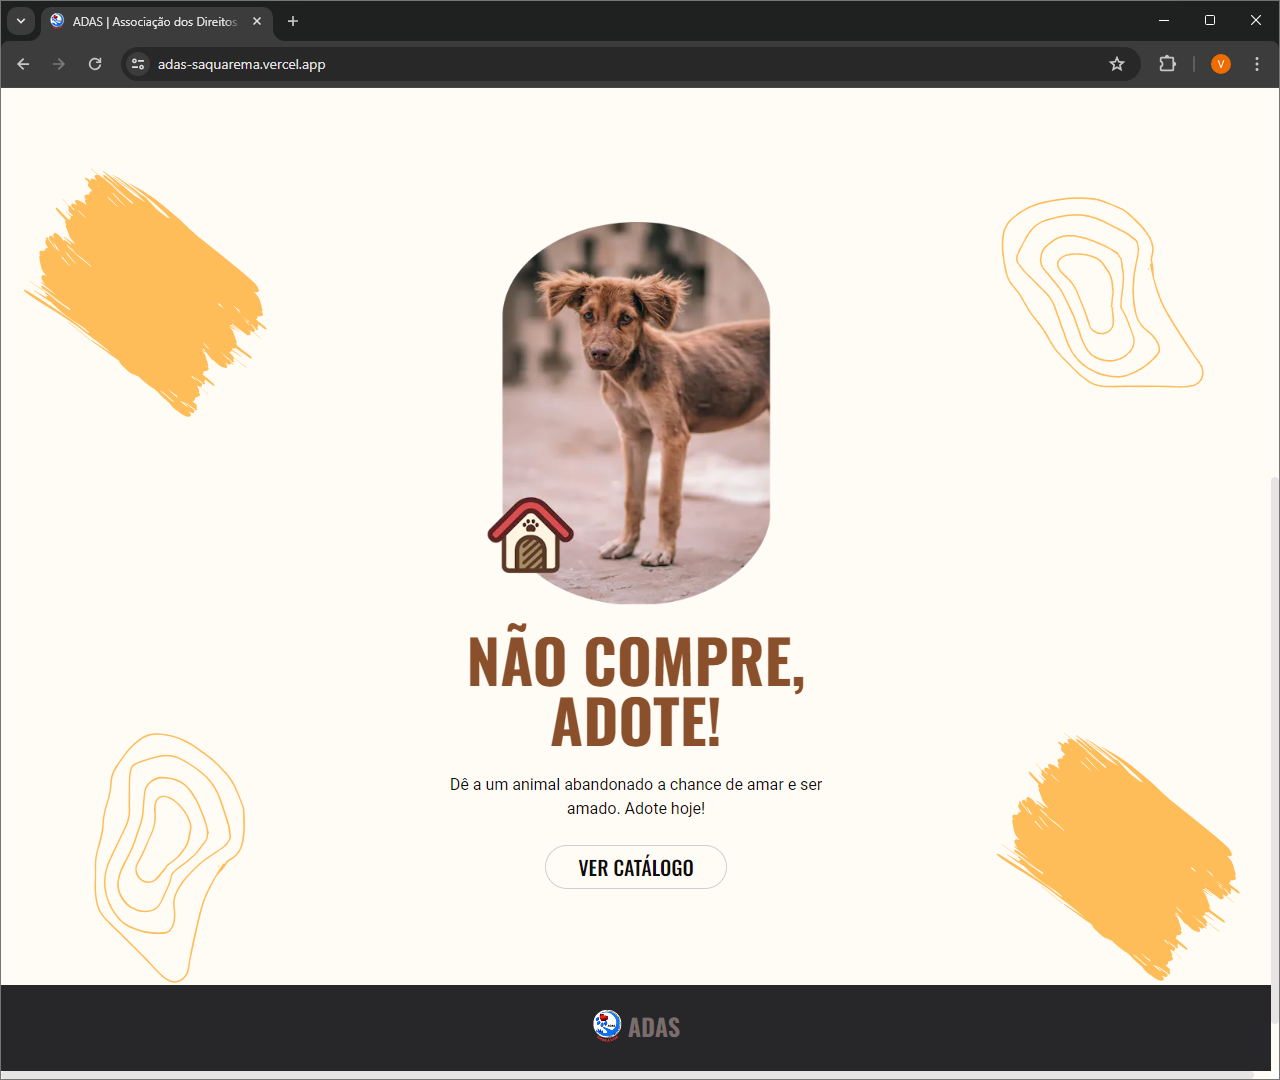 ADAS | Associação dos Direitos
adas-saquarema.vercel.app
V
NÃO COMPRE,
ADOTE!
Dê a um animal abandonado a chance de amar e ser
amado. Adote hoje!
VER CATÁLOGO
ADAS